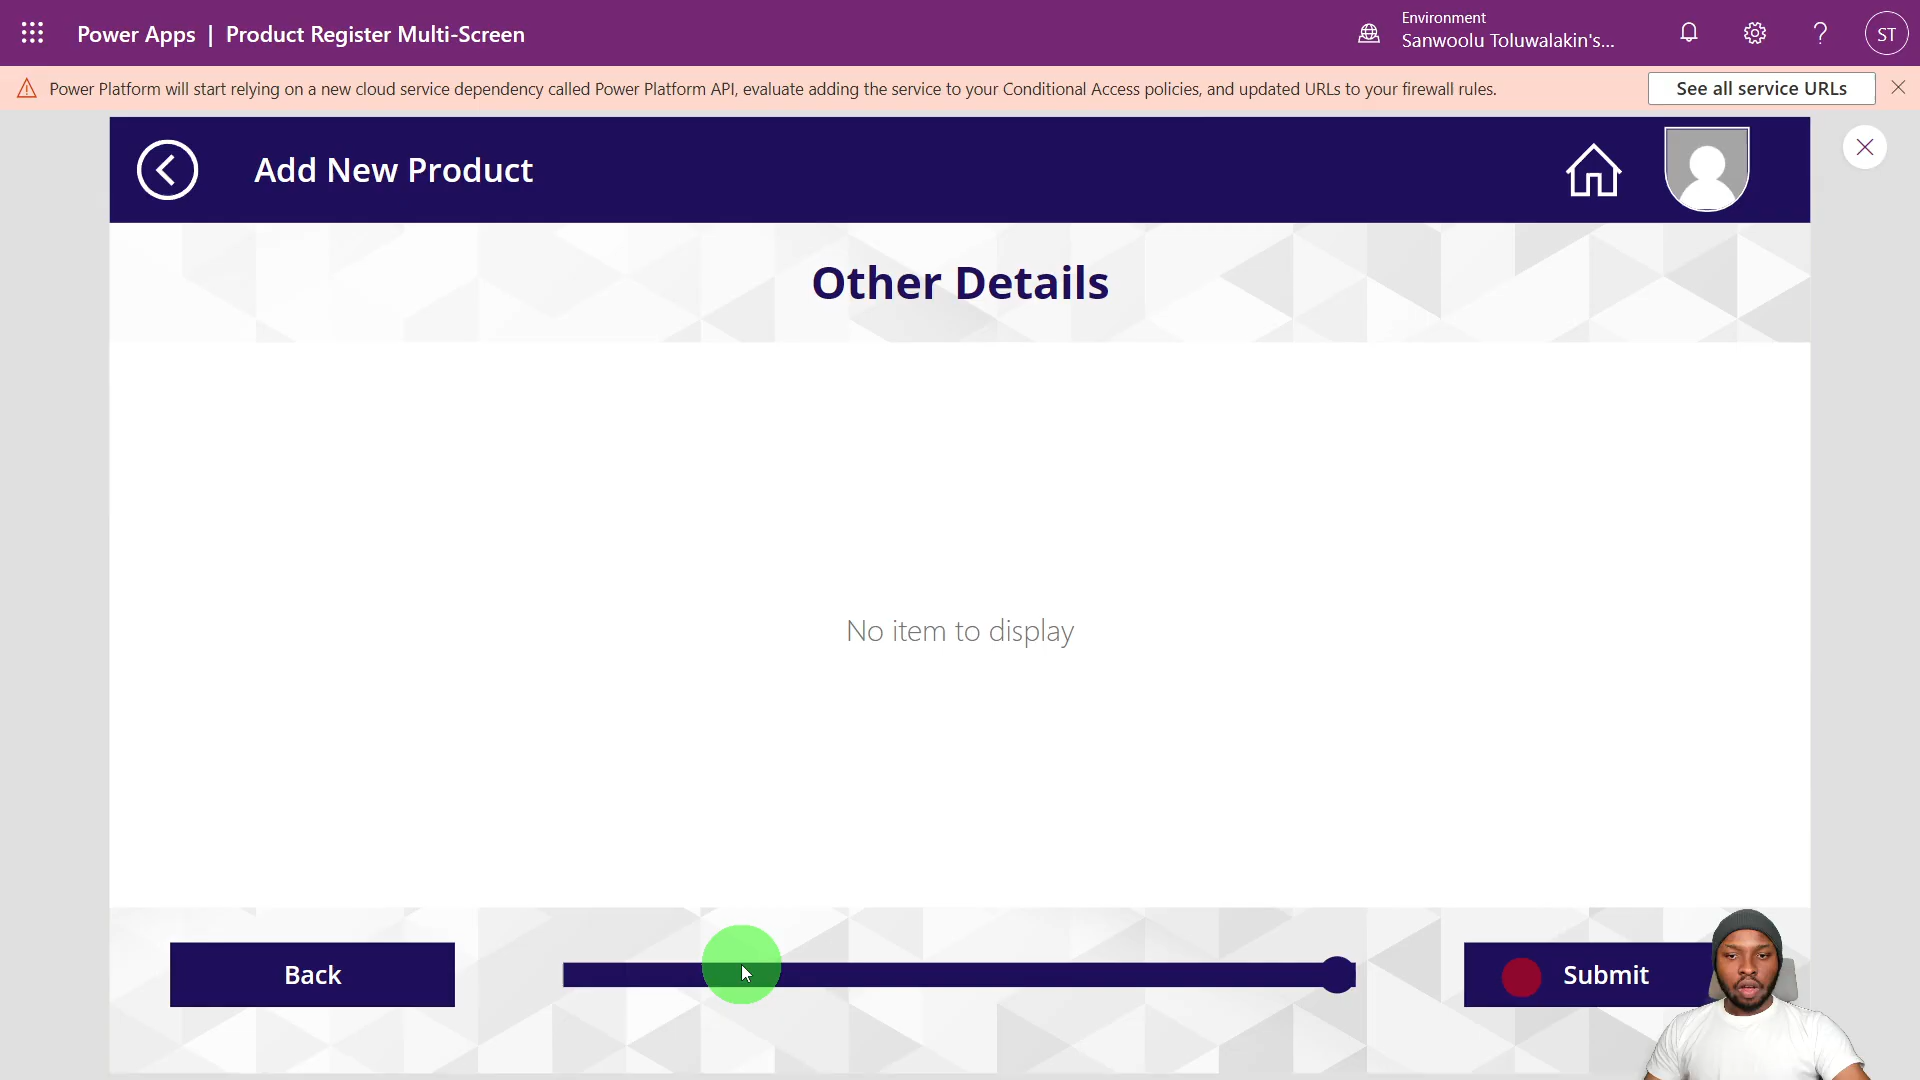 Power Apps | Product Register Multi-Screen
Environment
Sanwoolu Toluwalakin's...
ST
Power Platform will start relying on a new cloud service dependency called Power Platform API, evaluate adding the service to your Conditional Access policies, and updated URLs to your firewall rules.
See all service URLs
Add New Product
Other Details
No item to display
Back
Submit